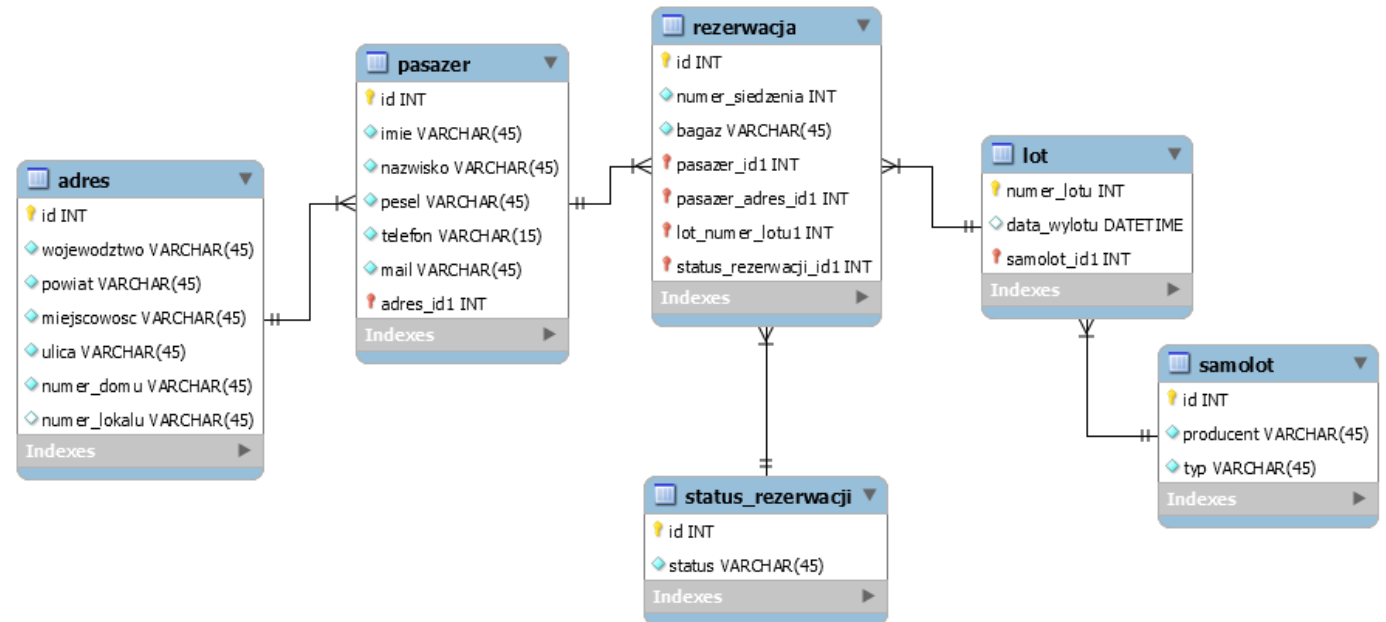 adres
id INT
wojewodztwo VARCHAR(45)
powiat VARCHAR(45)
miejscowosc VARCHAR(45)
ulica VARCHAR(45)
numer_domu VARCHAR(45)
numer_lokalu VARCHAR(45)
Indexes
pasazer
id INT
imie VARCHAR(45)
nazwisko VARCHAR(45)
pesel VARCHAR(45)
telefon VARCHAR(15)
mail VARCHAR(45)
adres_id1 INT
Indexes
rezerwacja
id INT
numer_siedzenia INT
bagaz VARCHAR(45)
pasazer_id1 INT
pasazer_adres_id1 INT
lot_numer_lotu1 INT
status_rezerwacji_id1 INT
Indexes
status_rezerwacji
id INT
status VARCHAR(45)
Indexes
lot
numer_lotu INT
data_wylotu DATETIME
samolot_id1 INT
Indexes
samolot
id INT
producent VARCHAR(45)
typ VARCHAR(45)
Indexes